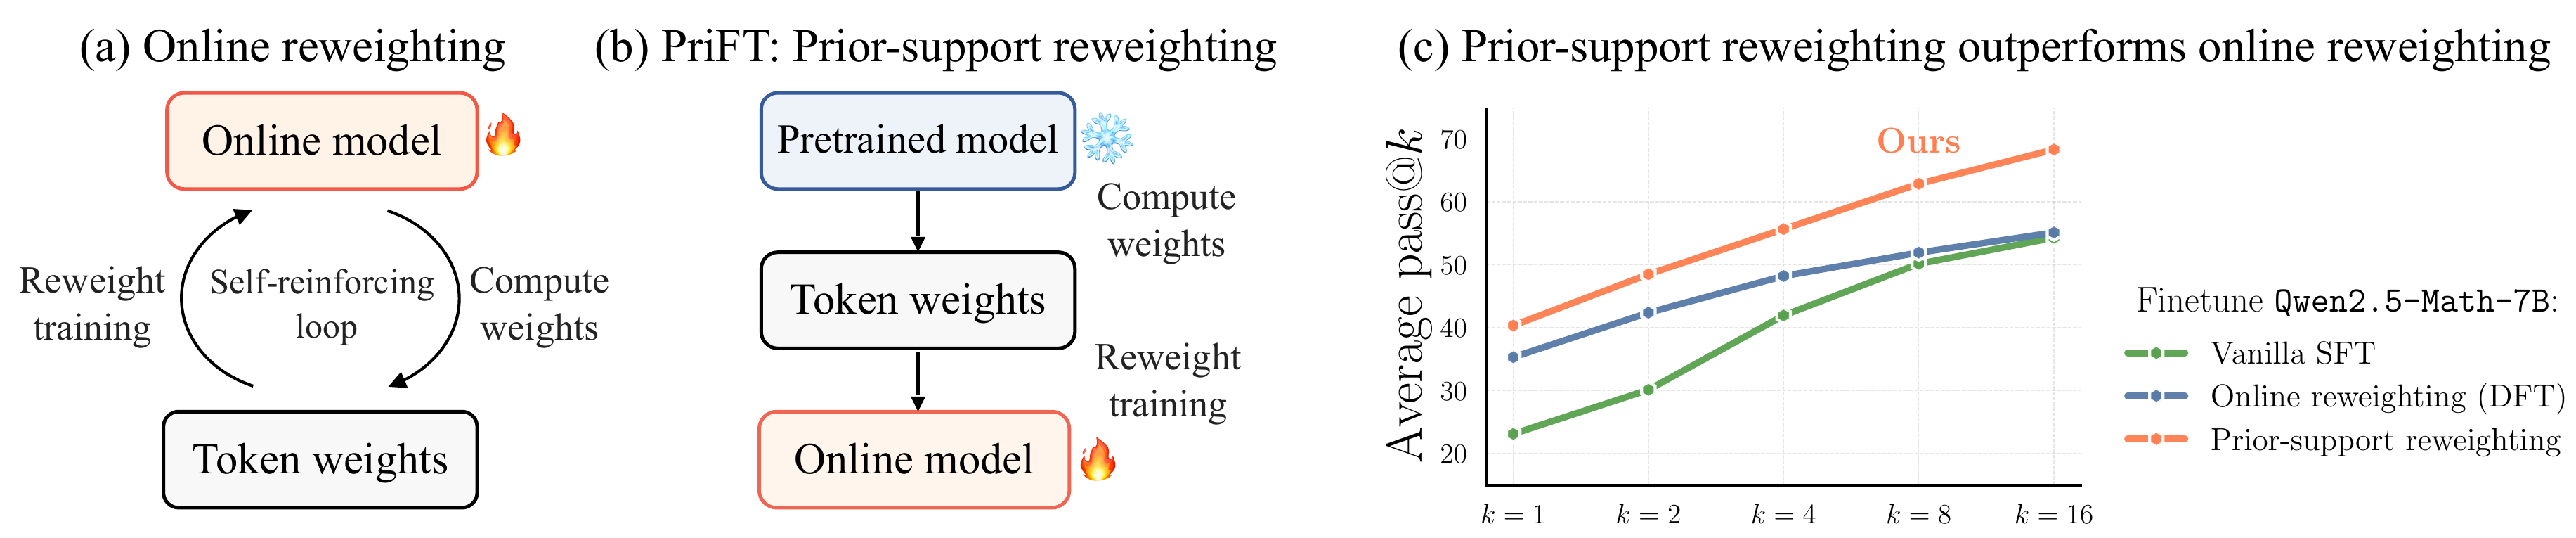 (a) Online reweighting
Online model
Reweight
training
Self-reinforcing
loop
Compute
weights
Token weights
(b) PriFT: Prior-support reweighting
Pretrained model
Compute
weights
Token weights
Reweight
training
Online model
(c) Prior-support reweighting outperforms online reweighting
Average pass@k
70
60
50
40
30
20
Ours
k = 1
k = 2
k = 4
k = 8
k = 16
Finetune Qwen2.5-Math-7B:
Vanilla SFT
Online reweighting (DFT)
Prior-support reweighting